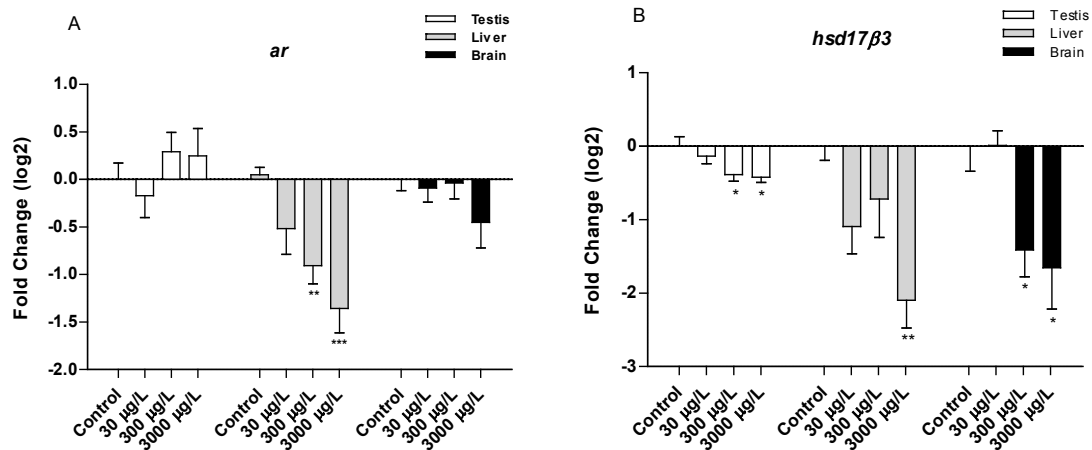 A
ar
Testis
Liver
Brain
Fold Change (log2)
1.0
0.5
0.0
-0.5
-1.0
-1.5
-2.0
**
***
Control
30 µg/L
300 µg/L
3000 µg/L
Control
30 µg/L
300 µg/L
3000 µg/L
Control
30 µg/L
300 µg/L
3000 µg/L
B
hsd17β3
Testis
Liver
Brain
Fold Change (log2)
1
0
-1
-2
-3
*
*
**
*
*
Control
30 µg/L
300 µg/L
3000 µg/L
Control
30 µg/L
300 µg/L
3000 µg/L
Control
30 µg/L
300 µg/L
3000 µg/L